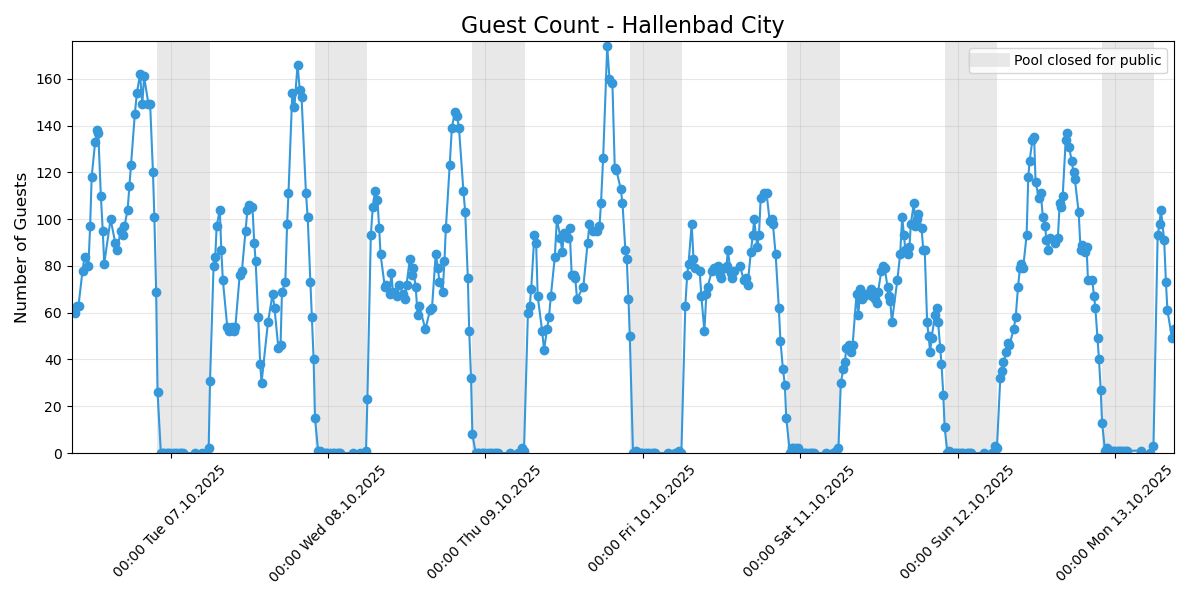 Guest Count - Hallenbad City
Pool closed for public
Number of Guests
160
140
120
100
80
60
40
20
0
00:00 Tue 07.10.2025
00:00 Wed 08.10.2025
00:00 Thu 09.10.2025
00:00 Fri 10.10.2025
00:00 Sat 11.10.2025
00:00 Sun 12.10.2025
00:00 Mon 13.10.2025